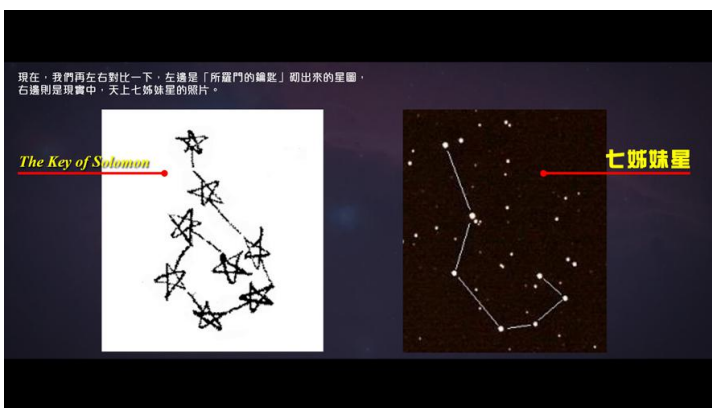 現在，我們再左右對比一下，左邊是「所羅門的鑰匙」砌出來的星圖，
右邊則是現實中，天上七姊妹星的照片。
The Key of Solomon
七姊妹星